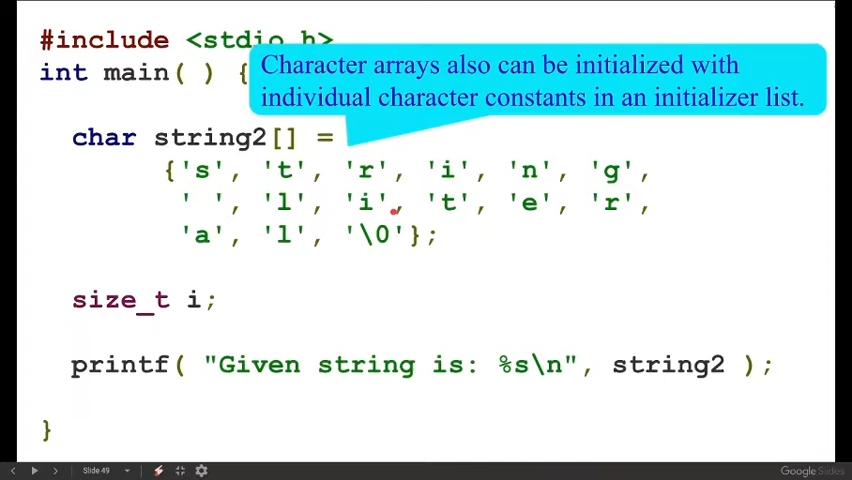 #include <stdio.h>
int main( ) {
Character arrays also can be initialized with
individual character constants in an initializer list.
char string2[] =
{'s', 't', 'r', 'i', 'n', 'g',
' ', 'l', 'i', 't', 'e', 'r',
'a', 'l', '\0'};
size_t i;
printf( "Given string is: %s\n", string2 );
}
Slide 49
Google Slides